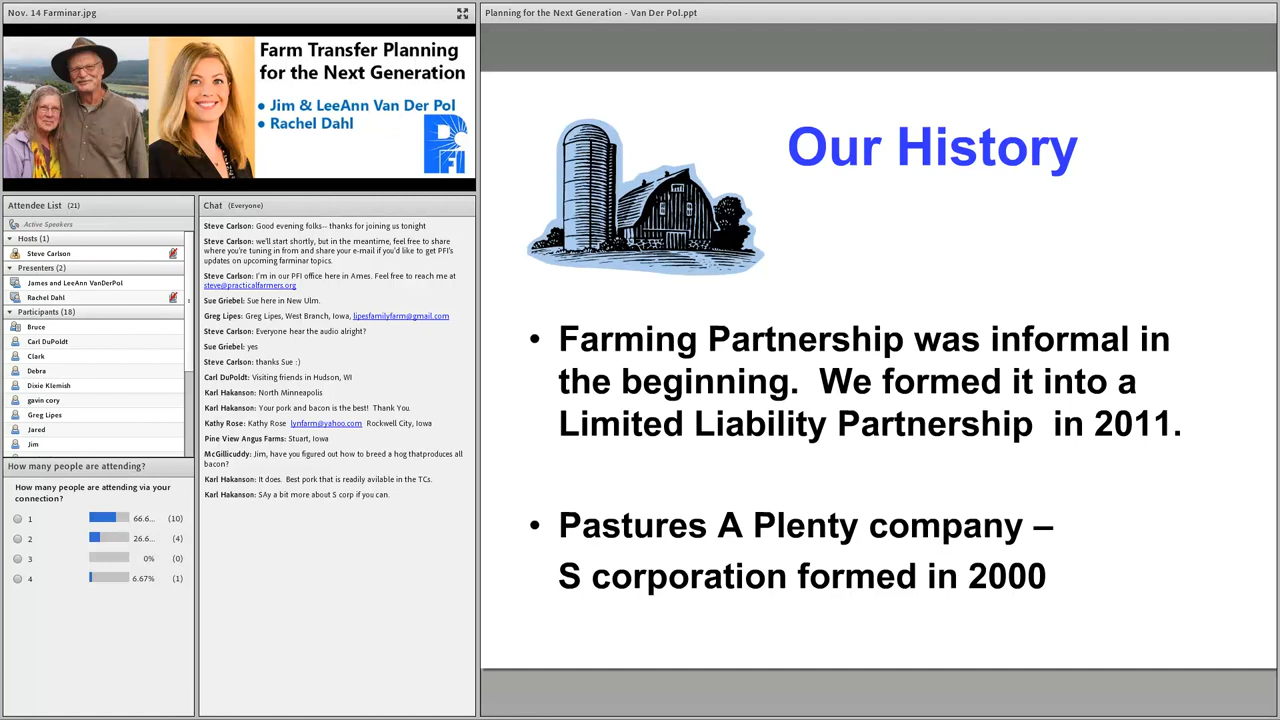 Nov. 14 Farminar.jpg
Farm Transfer Planning
for the Next Generation
• Jim & LeeAnn Van Der Pol
• Rachel Dahl
PFI
Attendee List (21)
Active Speakers
Hosts (1)
Steve Carlson
Presenters (2)
James and LeeAnn VanDerPol
Rachel Dahl
Participants (18)
Bruce
Carl DuPoldt
Clark
Debra
Dixie Klemish
gavin cory
Greg Lipes
Jared
Jim
How many people are attending?
How many people are attending via your
connection?
1 66.6... (10)
2 26.6... (4)
3 0% (0)
4 6.67% (1)
Chat (Everyone)
Steve Carlson: Good evening folks-- thanks for joining us tonight
Steve Carlson: we'll start shortly, but in the meantime, feel free to share
where you're tuning in from and share your e-mail if you'd like to get PFI's
updates on upcoming farminar topics.
Steve Carlson: I'm in our PFI office here in Ames. Feel free to reach me at
steve@practicalfarmers.org
Sue Griebel: Sue here in New Ulm.
Greg Lipes: Greg Lipes, West Branch, Iowa, lipesfamilyfarm@gmail.com
Steve Carlson: Everyone hear the audio alright?
Sue Griebel: yes
Steve Carlson: thanks Sue :)
Carl DuPoldt: Visiting friends in Hudson, WI
Karl Hakanson: North Minneapolis
Karl Hakanson: Your pork and bacon is the best! Thank You.
Kathy Rose: Kathy Rose lynfarm@yahoo.com Rockwell City, Iowa
Pine View Angus Farms: Stuart, Iowa
McGillicuddy: Jim, have you figured out how to breed a hog thatproduces all
bacon?
Karl Hakanson: It does. Best pork that is readily avilable in the TCs.
Karl Hakanson: SAy a bit more about S corp if you can.
Planning for the Next Generation - Van Der Pol.ppt
Our History
• Farming Partnership was informal in
the beginning. We formed it into a
Limited Liability Partnership in 2011.
• Pastures A Plenty company –
S corporation formed in 2000